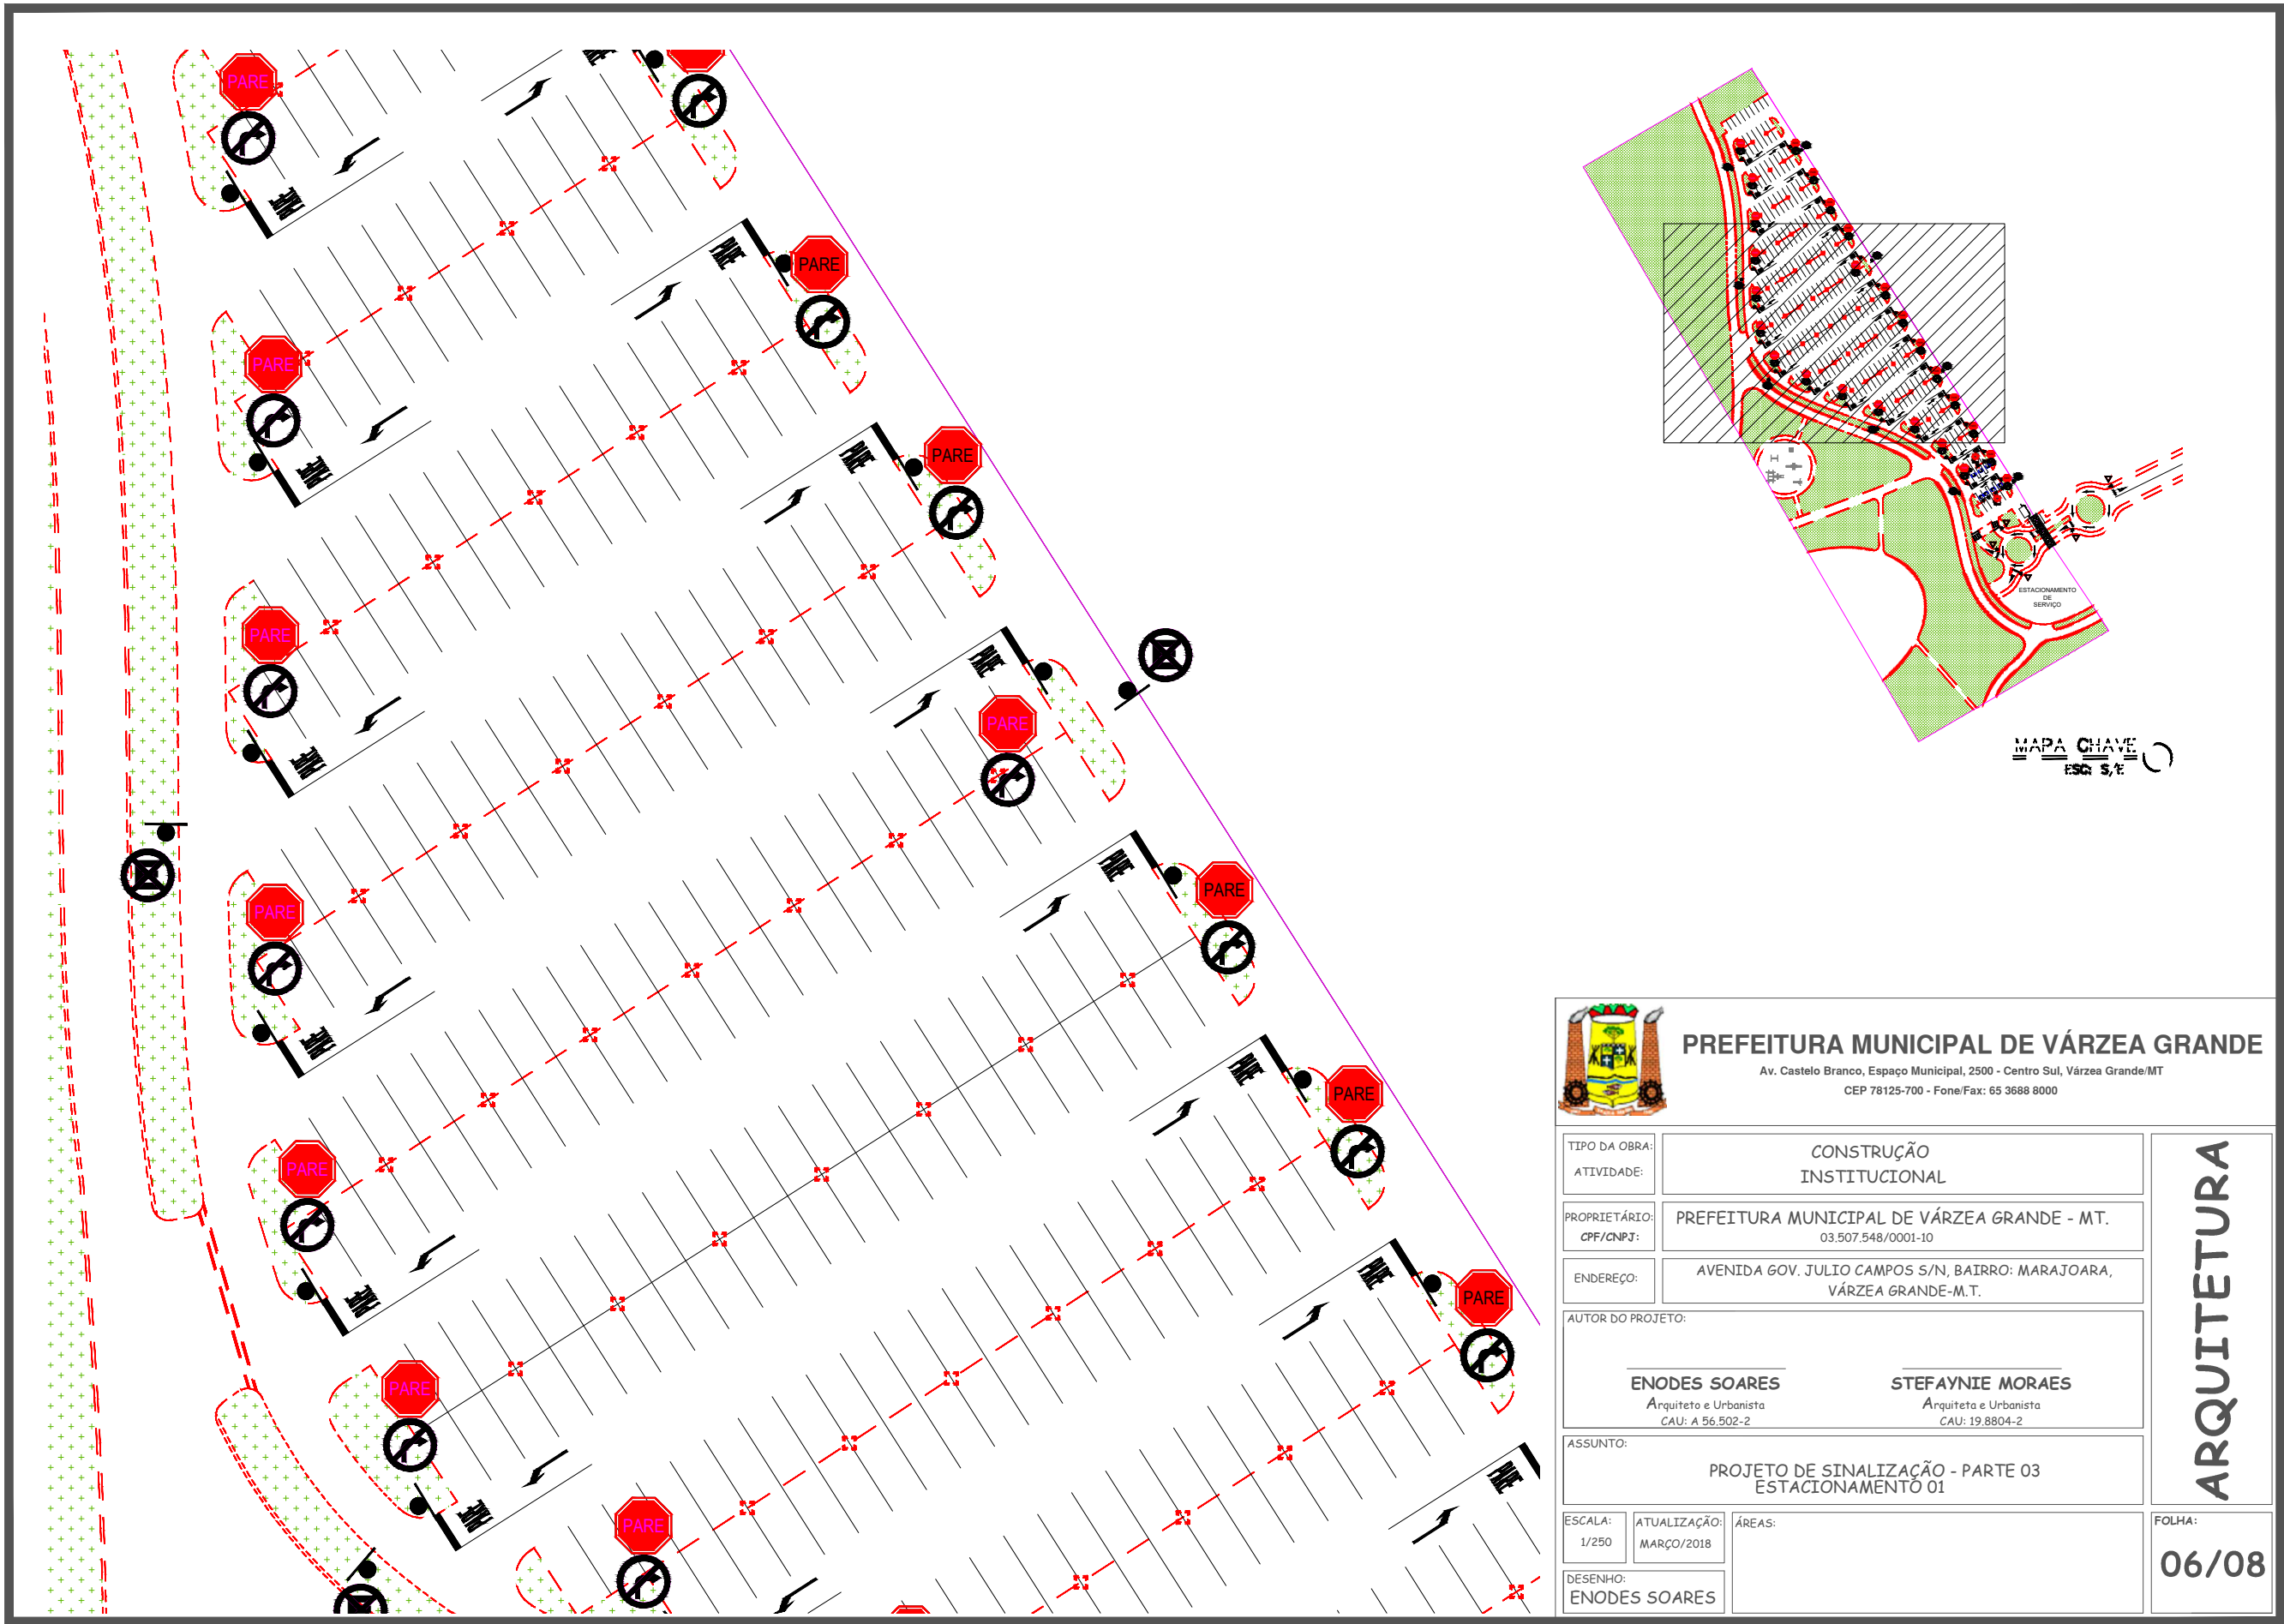 PARE
PARE
PARE
PARE
PARE
PARE
PARE
PARE
PARE
PARE
PARE
PARE
PARE
PARE
ESTACIONAMENTO
DE
SERVIÇO
MAPA CHAVE
ESC: S/E
PREFEITURA MUNICIPAL DE VÁRZEA GRANDE
Av. Castelo Branco, Espaço Municipal, 2500 - Centro Sul, Várzea Grande/MT
CEP 78125-700 - Fone/Fax: 65 3688 8000
TIPO DA OBRA: CONSTRUÇÃO
ATIVIDADE: INSTITUCIONAL
PROPRIETÁRIO: PREFEITURA MUNICIPAL DE VÁRZEA GRANDE - MT.
CPF/CNPJ: 03.507.548/0001-10
ENDEREÇO: AVENIDA GOV. JULIO CAMPOS S/N, BAIRRO: MARAJOARA,
VÁRZEA GRANDE-M.T.
AUTOR DO PROJETO:
ENODES SOARES
Arquiteto e Urbanista
CAU: A 56.502-2
STEFAYNIE MORAES
Arquiteta e Urbanista
CAU: 19.8804-2
ASSUNTO:
PROJETO DE SINALIZAÇÃO - PARTE 03
ESTACIONAMENTO 01
ESCALA:
1/250
ATUALIZAÇÃO:
MARÇO/2018
ÁREAS:
DESENHO:
ENODES SOARES
ARQUITETURA
FOLHA:
06/08